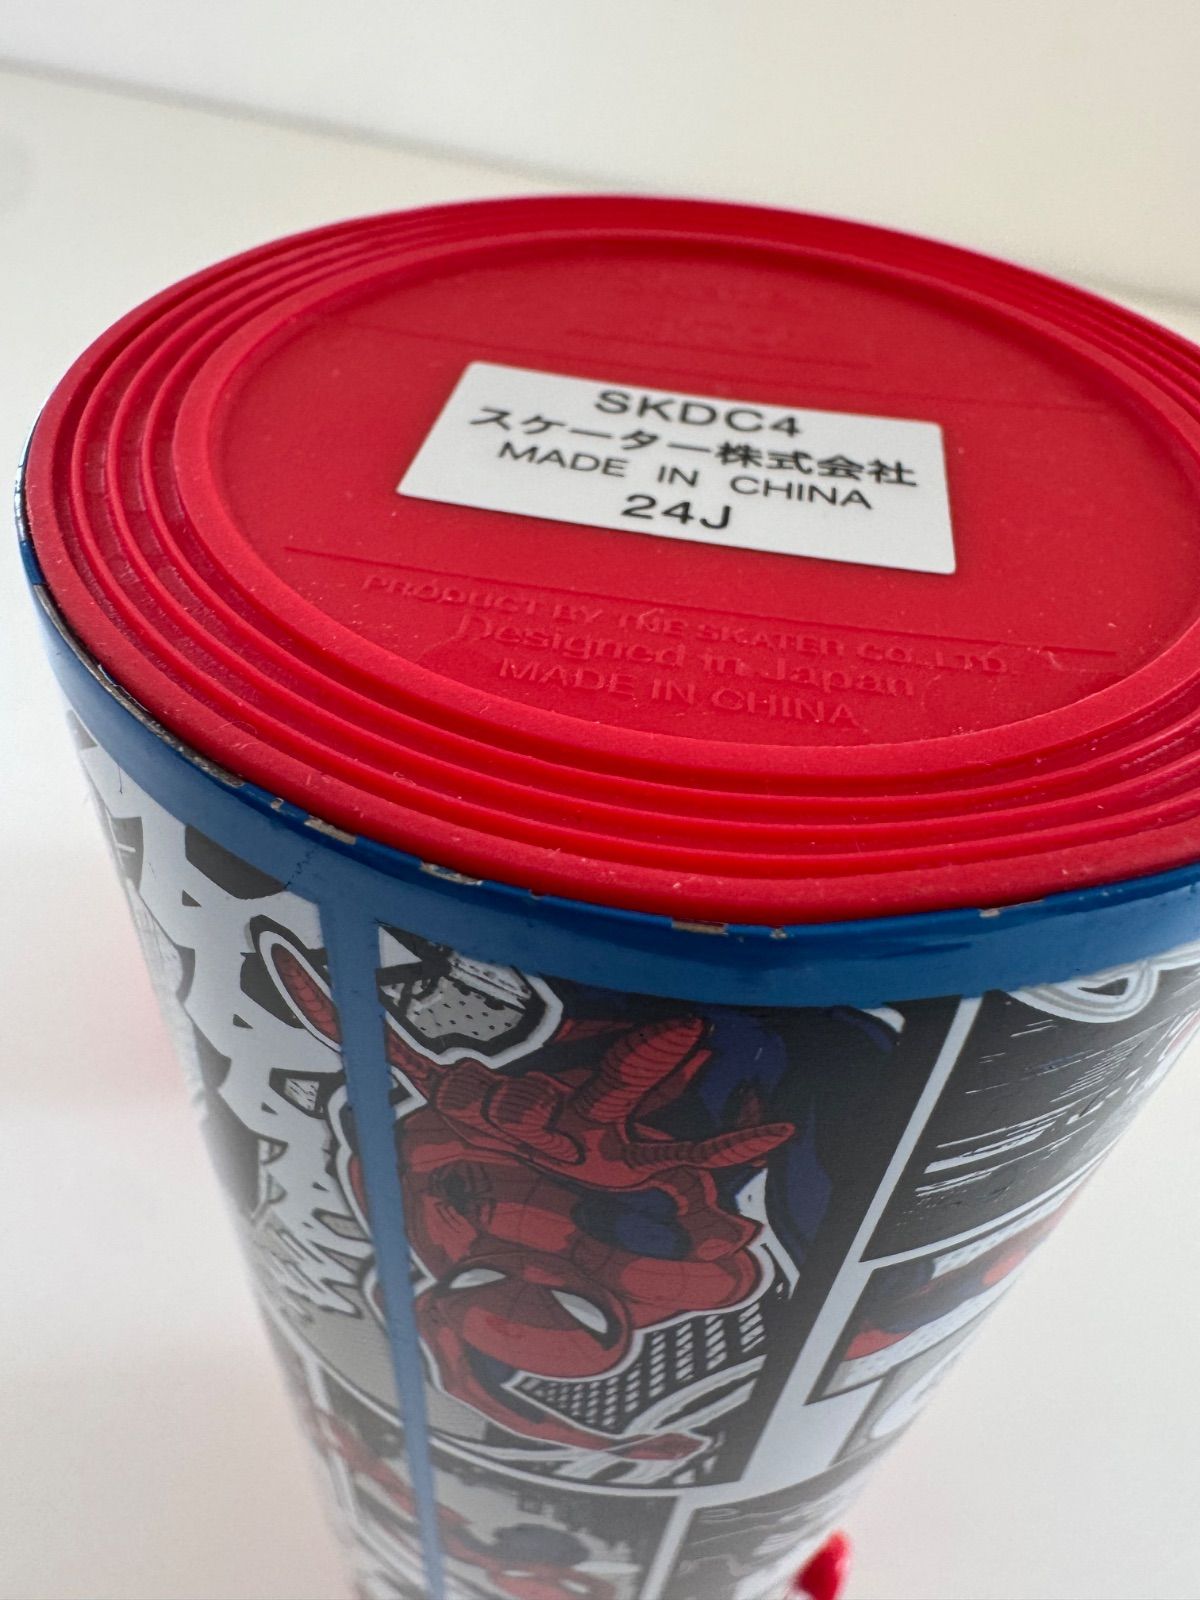 SKDC4
スケーター株式会社
MADE IN CHINA
24J
PRODUCT BY THE SKATER CO.,LTD.
Designed in Japan
MADE IN CHINA